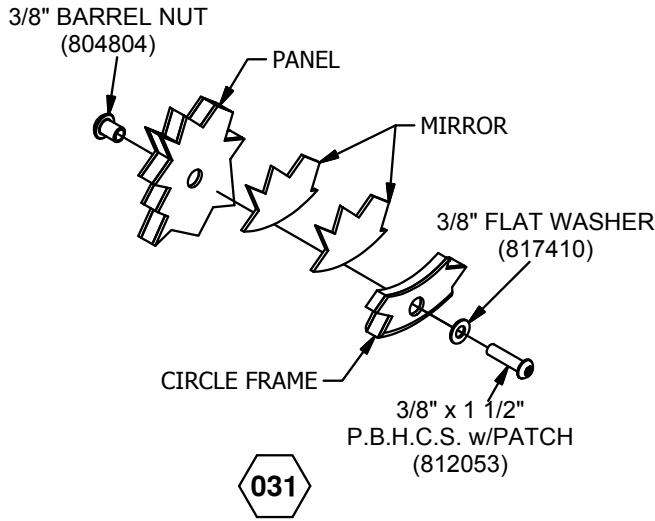 3/8" BARREL NUT
(804804)
PANEL
MIRROR
3/8" FLAT WASHER
(817410)
CIRCLE FRAME
3/8" x 1 1/2"
P.B.H.C.S. w/PATCH
(812053)
031